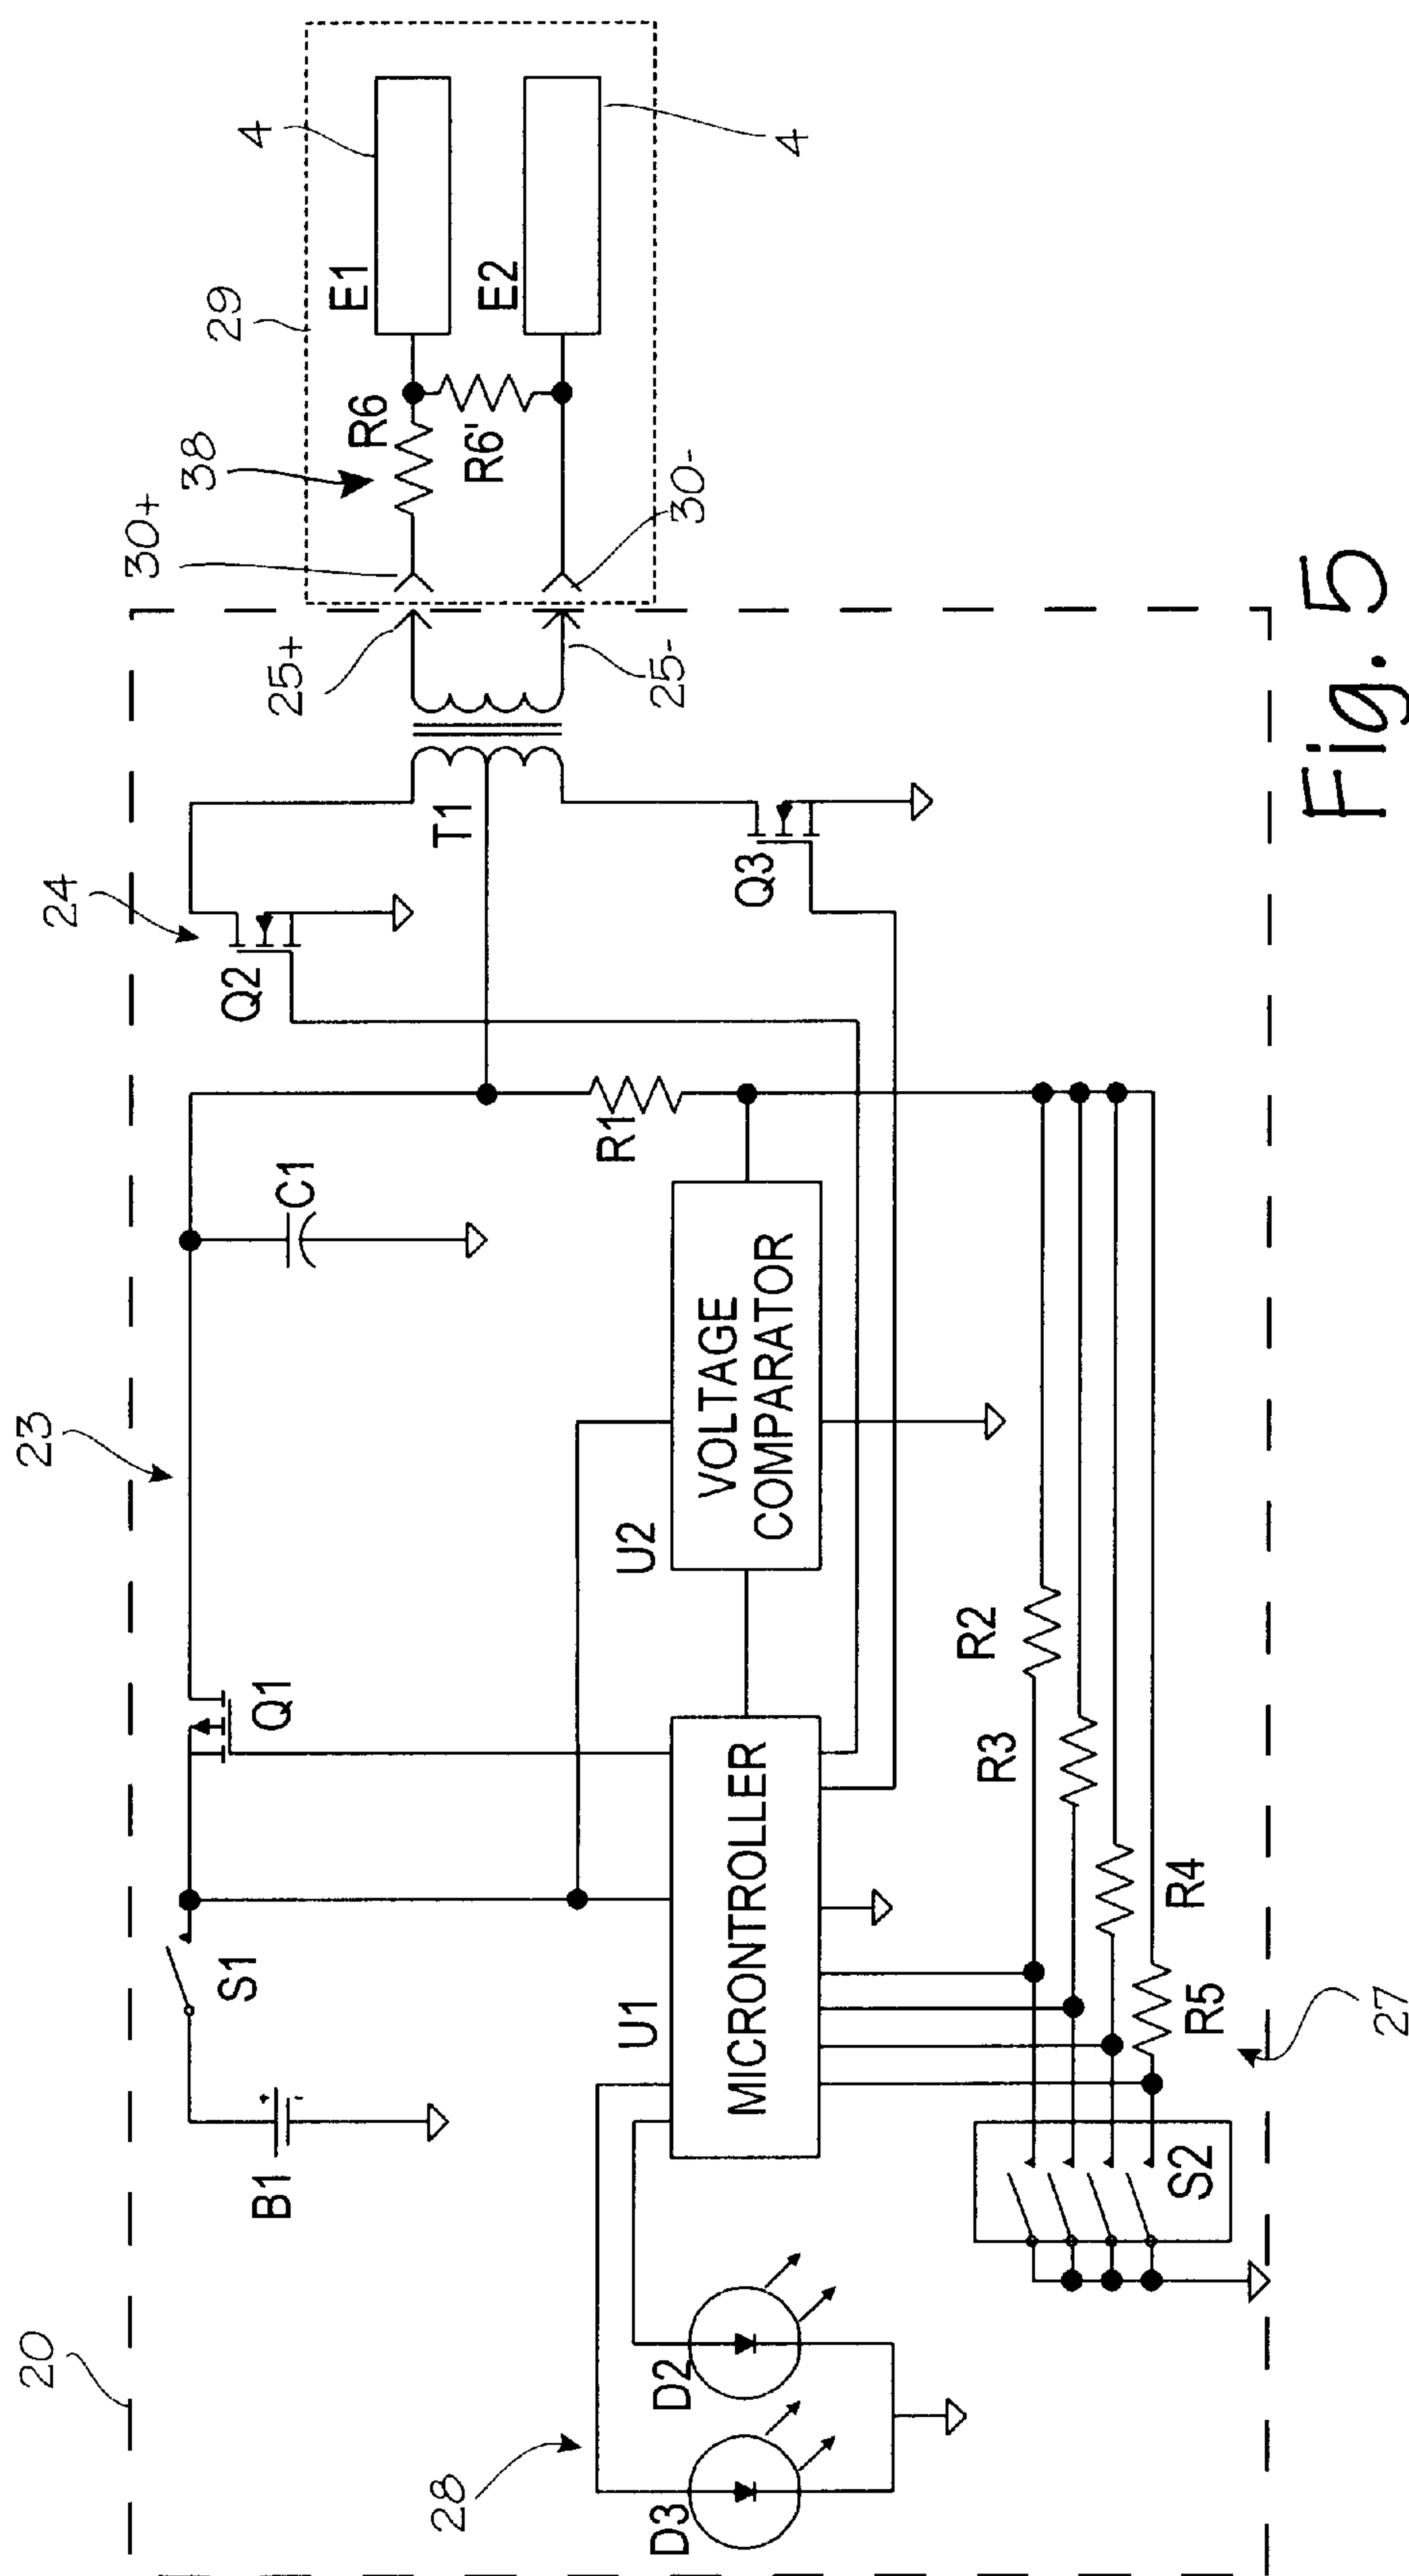 20
23
24
29
4
4
30+
38
R6
E1
E2
R6'
30-
25+
25-
T1
Q2
Q3
C1
R1
Q1
S1
B1
U2
VOLTAGE
COMPARATOR
U1
MICRONTROLLER
R2
R3
R4
R5
27
S2
28
D2
D3
+
-
Fig. 5